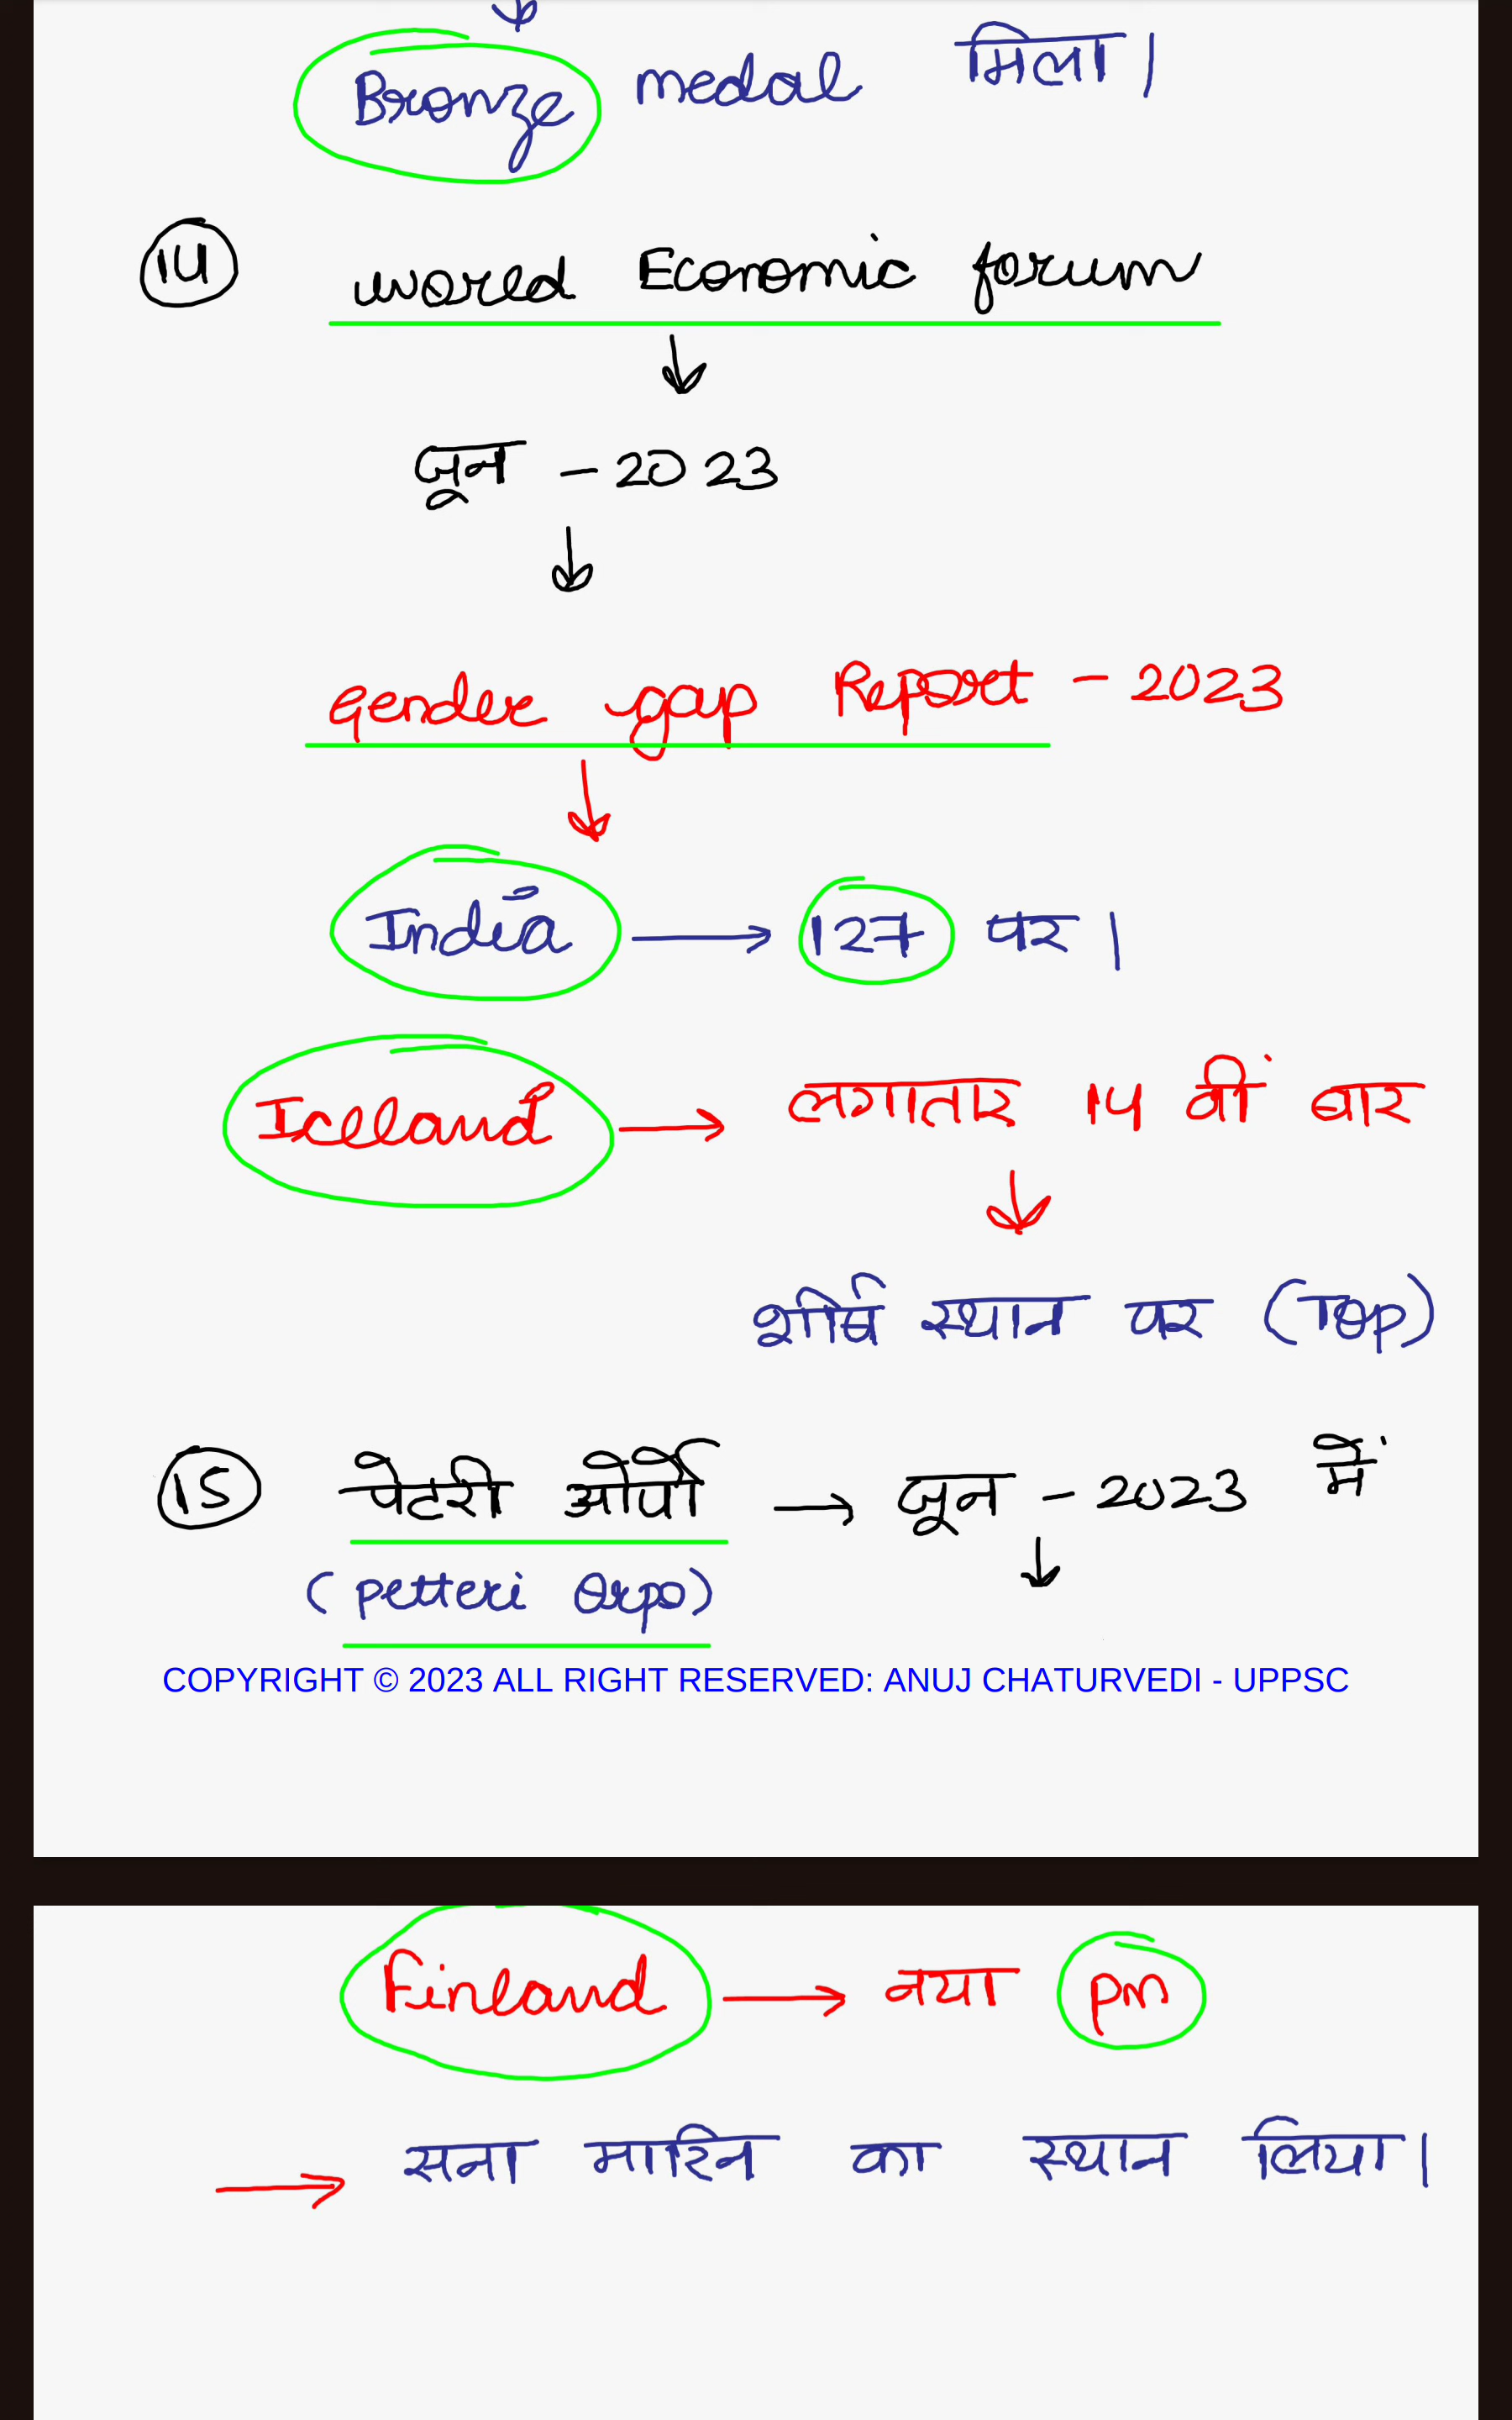 Bronze medal मिला।
14 world Economic forum
जून - 2023
gender gap Report - 2023
India → 127 पर।
Iceland → लगातार 14 वीं बार
शीर्ष स्थान पर (Top)
15 पेटेरी ओर्पो → जून - 2023 में
(petteri Orpo)
COPYRIGHT © 2023 ALL RIGHT RESERVED: ANUJ CHATURVEDI - UPPSC
Finland → नया PM
→ सना मारिन का स्थान लिया।